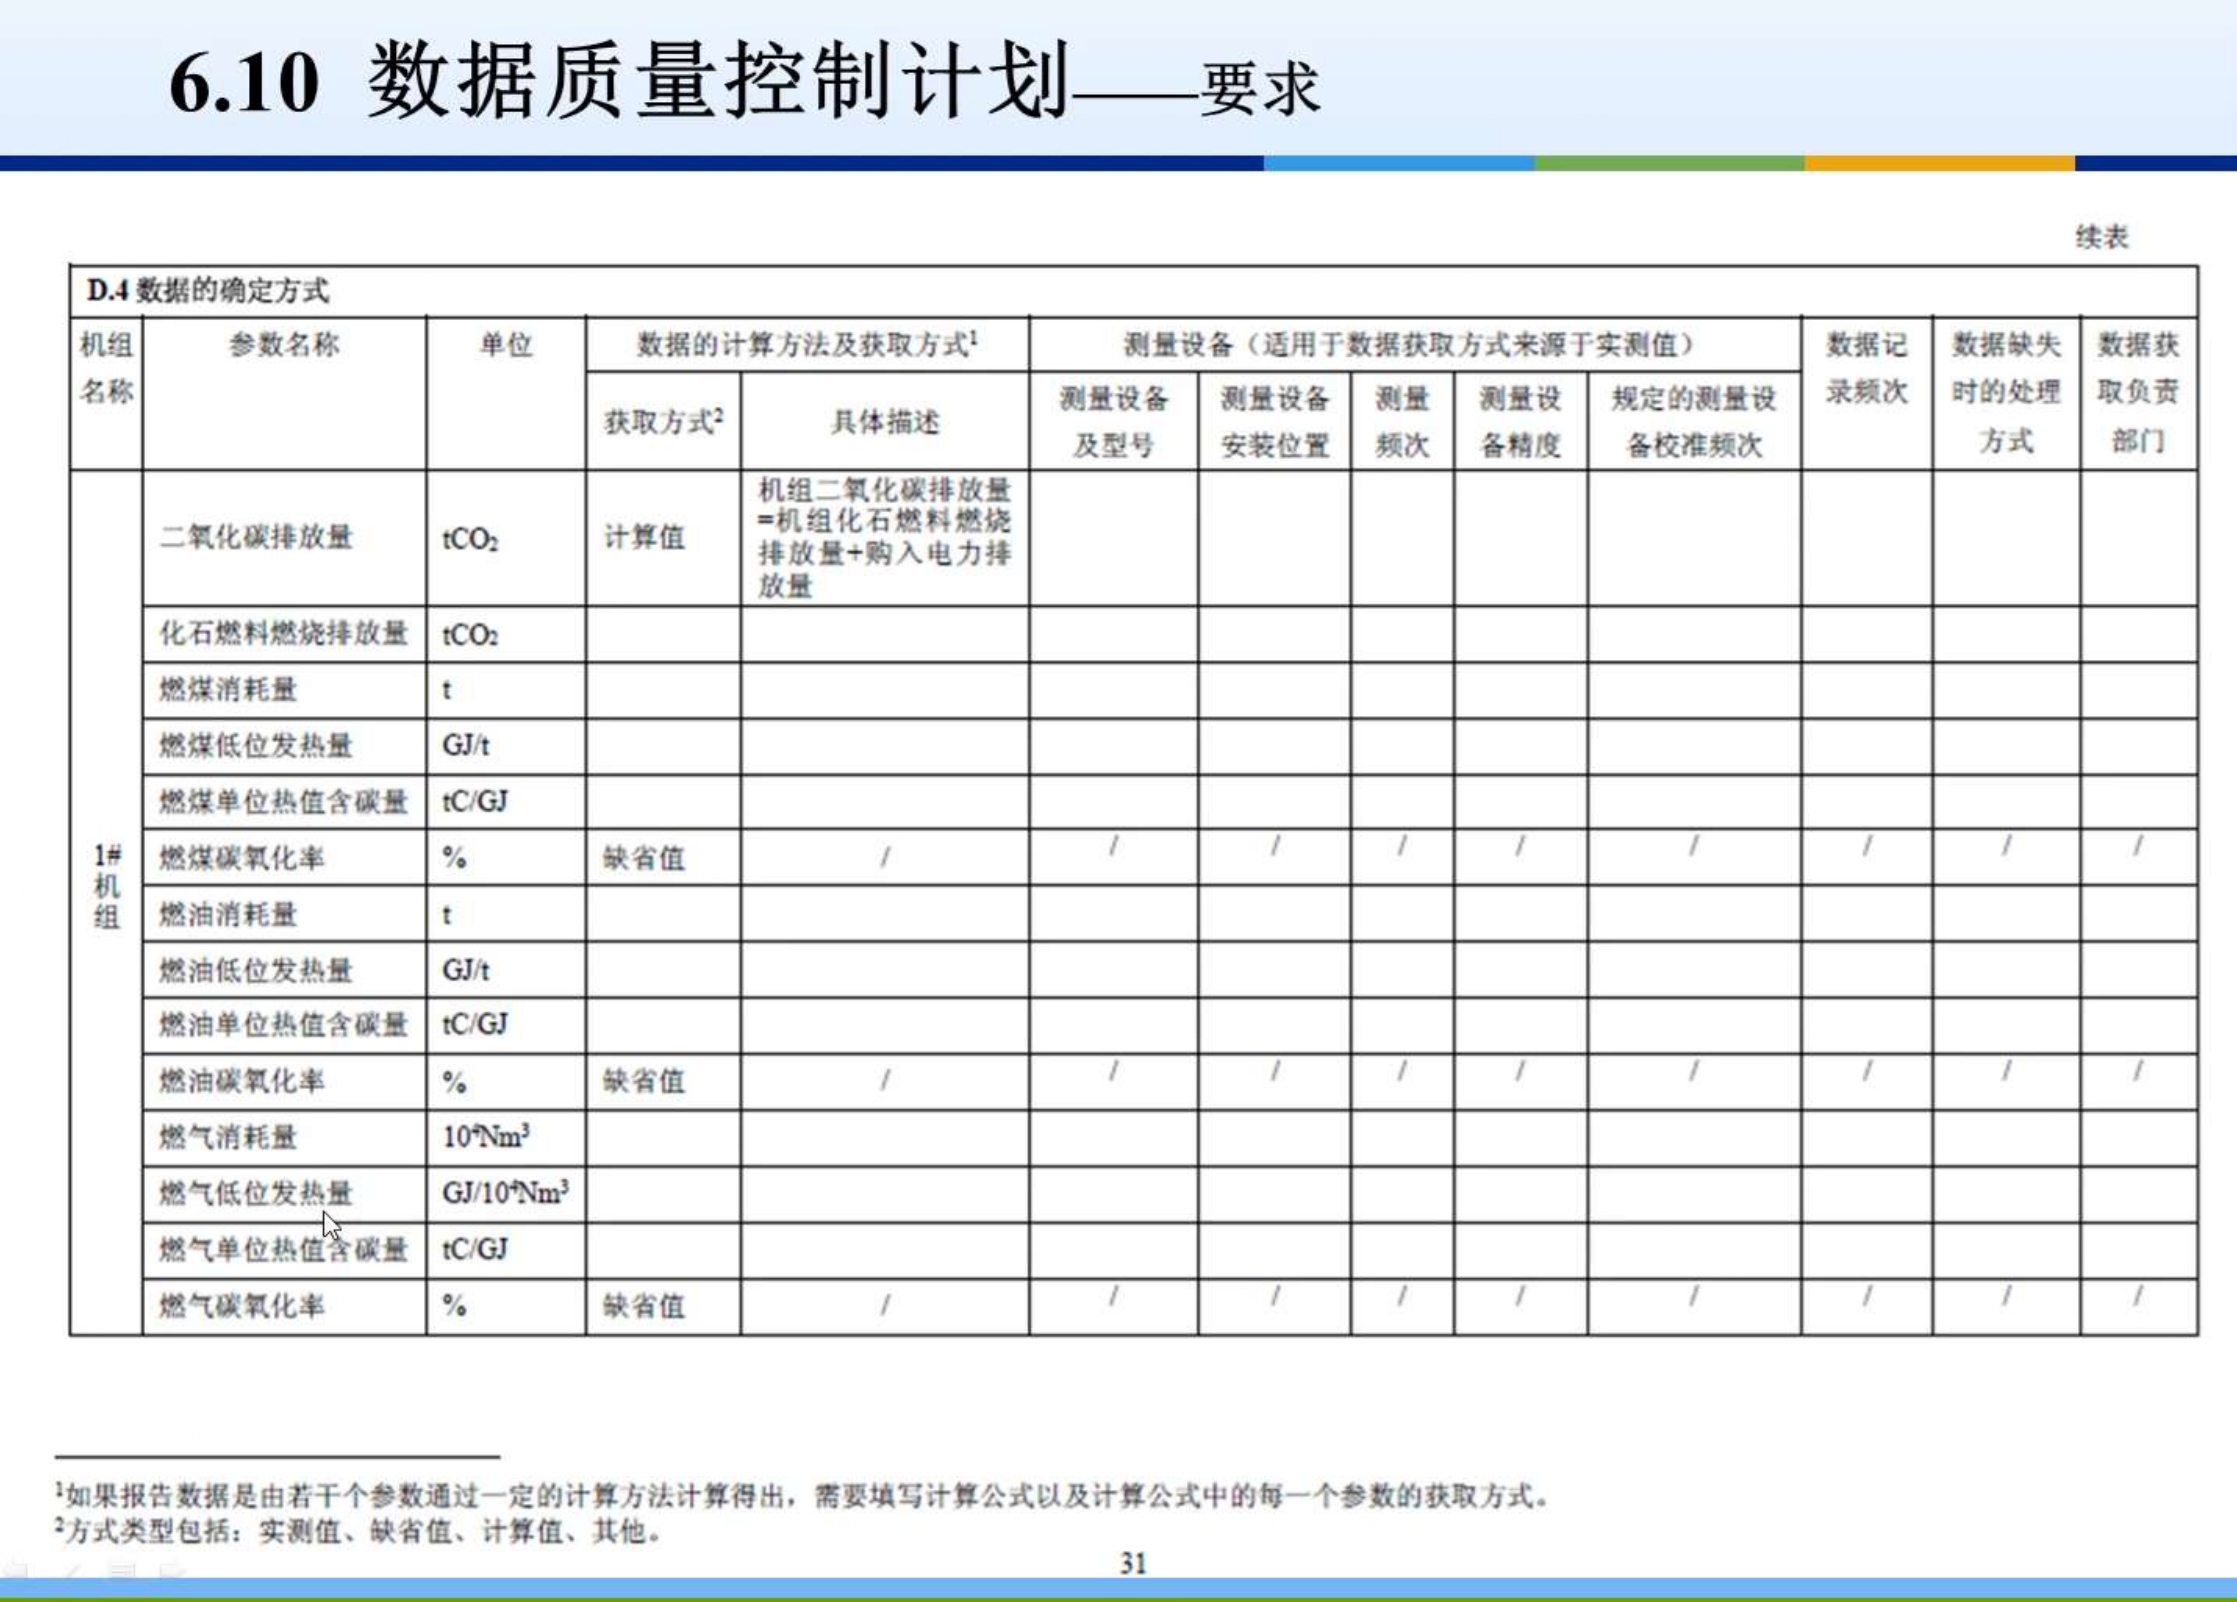 6.10 数据质量控制计划——要求
续表
D.4 数据的确定方式
机组名称 参数名称 单位 数据的计算方法及获取方式¹ 测量设备（适用于数据获取方式来源于实测值） 数据记录频次 数据缺失时的处理方式 数据获取负责部门
获取方式² 具体描述 测量设备及型号 测量设备安装位置 测量频次 测量设备精度 规定的测量设备校准频次
1#机组
二氧化碳排放量 tCO₂ 计算值 机组二氧化碳排放量=机组化石燃料燃烧排放量+购入电力排放量
化石燃料燃烧排放量 tCO₂
燃煤消耗量 t
燃煤低位发热量 GJ/t
燃煤单位热值含碳量 tC/GJ
燃煤碳氧化率 % 缺省值 / / / / / / / / /
燃油消耗量 t
燃油低位发热量 GJ/t
燃油单位热值含碳量 tC/GJ
燃油碳氧化率 % 缺省值 / / / / / / / / /
燃气消耗量 10⁴Nm³
燃气低位发热量 GJ/10⁴Nm³
燃气单位热值含碳量 tC/GJ
燃气碳氧化率 % 缺省值 / / / / / / / / /
¹如果报告数据是由若干个参数通过一定的计算方法计算得出，需要填写计算公式以及计算公式中的每一个参数的获取方式。
²方式类型包括：实测值、缺省值、计算值、其他。
31